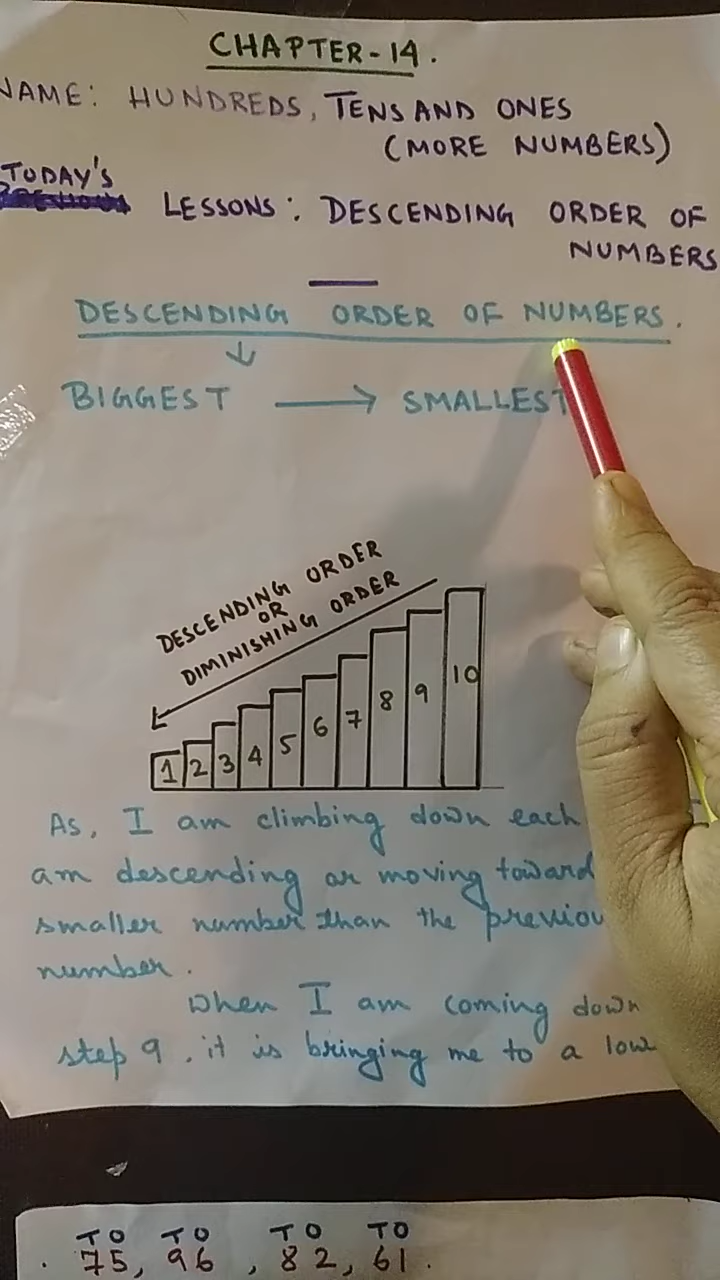 CHAPTER-14.
NAME: HUNDREDS, TENS AND ONES
(MORE NUMBERS)
TODAY'S
LESSONS: DESCENDING ORDER OF
NUMBERS
DESCENDING ORDER OF NUMBERS.
↓
BIGGEST → SMALLEST
DESCENDING ORDER
OR
DIMINISHING ORDER
1 2 3 4 5 6 7 8 9 10
As, I am climbing down each
am descending or moving toward
smaller number than the previou
number.
When I am coming down
step 9, it is bringing me to a low
TO TO TO TO
75, 96, 82, 61.